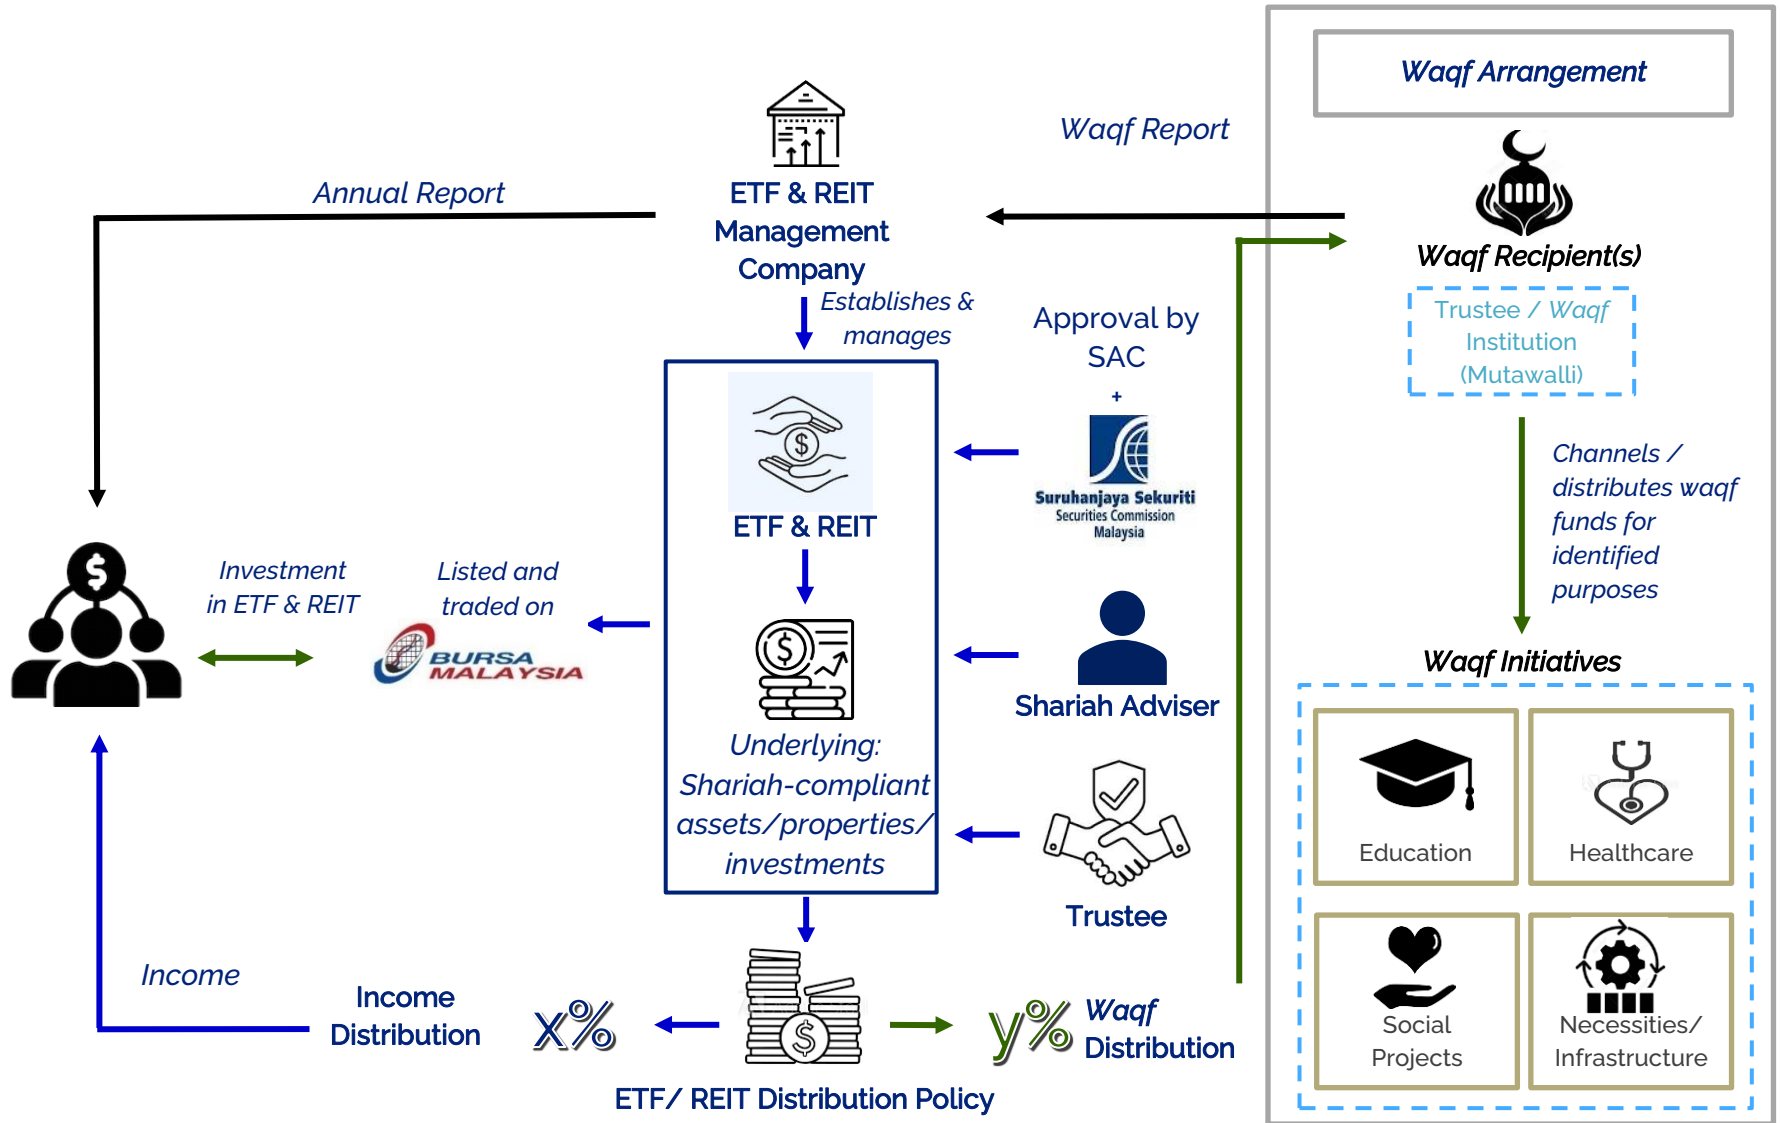 Waqf Arrangement
Waqf Report
Annual Report
ETF & REIT
Management
Company
Waqf Recipient(s)
Trustee / Waqf
Institution
(Mutawalli)
Establishes &
manages
Approval by
SAC
+
Suruhanjaya Sekuriti
Securities Commission
Malaysia
$
ETF & REIT
Channels /
distributes waqf
funds for
identified
purposes
$
Investment
in ETF & REIT
Listed and
traded on
BURSA
MALAYSIA
$
Underlying:
Shariah-compliant
assets/properties/
investments
Shariah Adviser
Trustee
Waqf Initiatives
Education
Healthcare
Social
Projects
Necessities/
Infrastructure
Income
Income
Distribution
x%
$
y%
Waqf
Distribution
ETF/ REIT Distribution Policy